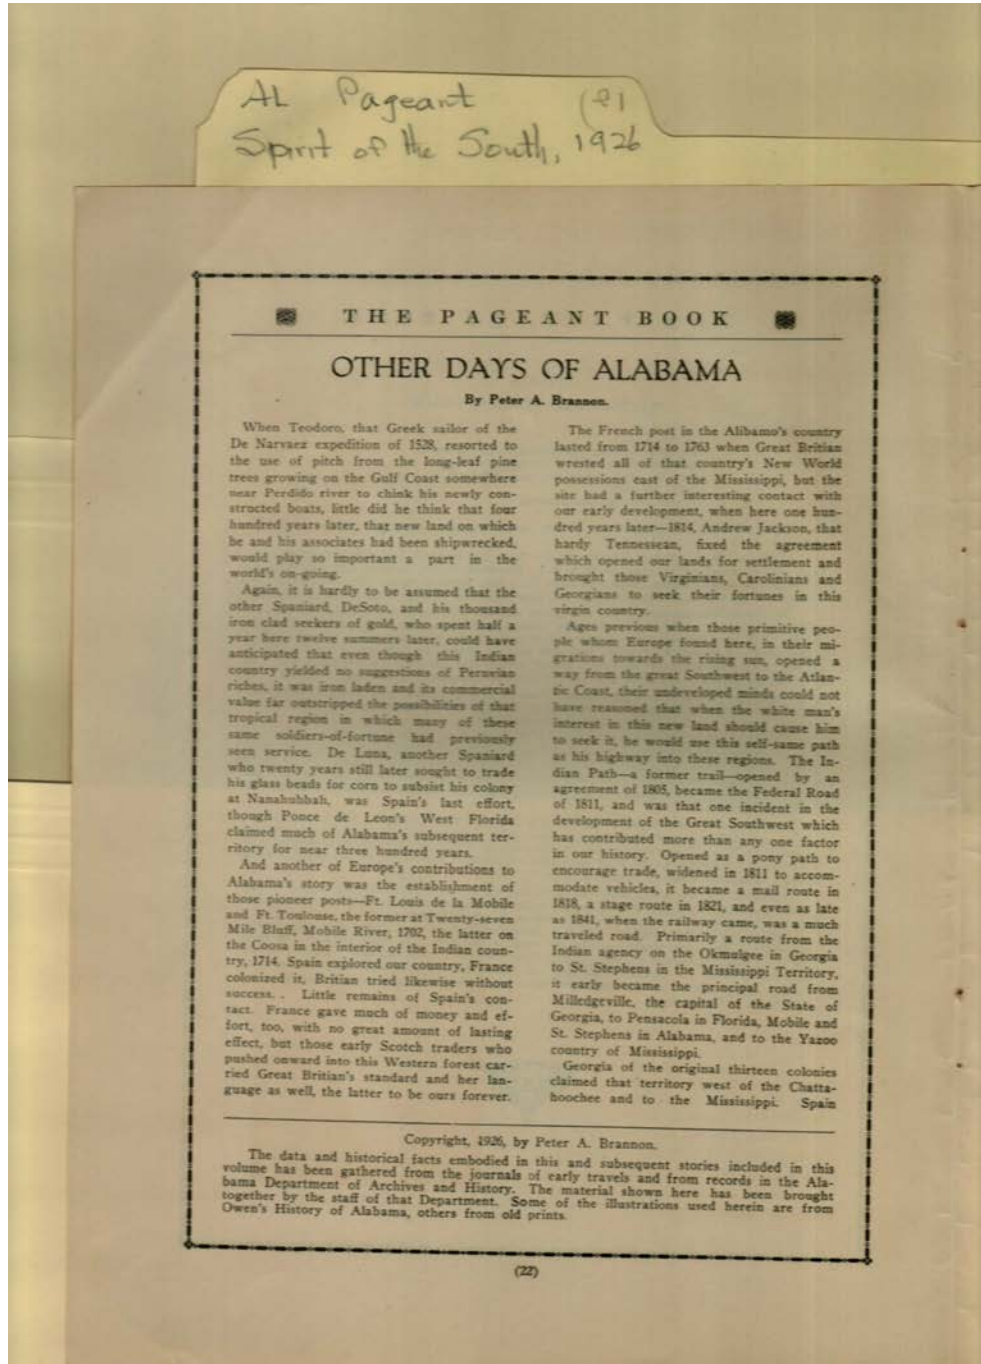 AL Pageant (P)
Spirit of the South, 1926
THE PAGEANT BOOK
OTHER DAYS OF ALABAMA
By Peter A. Brannon.
When Teodoro, that Greek sailor of the
De Narvaez expedition of 1528, resorted to
the use of pitch from the long-leaf pine
trees growing on the Gulf Coast somewhere
near Perdido river to chink his newly con-
structed boats, little did he think that four
hundred years later, that new land on which
he and his associates had been shipwrecked,
would play so important a part in the
world's on-going.
Again, it is hardly to be assumed that the
other Spaniard, DeSoto, and his thousand
iron clad seekers of gold, who spent half a
year here twelve summers later, could have
anticipated that even though this Indian
country yielded no suggestions of Peruvian
riches, it was iron laden and its commercial
value far outstripped the possibilities of that
tropical region in which many of these
same soldiers-of-fortune had previously
seen service. De Luna, another Spaniard
who twenty years still later sought to trade
his glass beads for corn to subsist his colony
at Nanahubbah, was Spain's last effort,
though Ponce de Leon's West Florida
claimed much of Alabama's subsequent ter-
ritory for near three hundred years.
And another of Europe's contributions to
Alabama's story was the establishment of
those pioneer posts—Ft. Louis de la Mobile
and Ft. Toulouse, the former at Twenty-seven
Mile Bluff, Mobile River, 1702, the latter on
the Coosa in the interior of the Indian coun-
try, 1714. Spain explored our country, France
colonized it, Britian tried likewise without
success. . Little remains of Spain's con-
tact. France gave much of money and ef-
fort, too, with no great amount of lasting
effect, but those early Scotch traders who
pushed onward into this Western forest car-
ried Great Britian's standard and her lan-
guage as well, the latter to be ours forever.
The French post in the Alibamo's country
lasted from 1714 to 1763 when Great Britian
wrested all of that country's New World
possessions east of the Mississippi, but the
site had a further interesting contact with
our early development, when here one hun-
dred years later—1814, Andrew Jackson, that
hardy Tennessean, fixed the agreement
which opened our lands for settlement and
brought those Virginians, Carolinians and
Georgians to seek their fortunes in this
virgin country.
Ages previous when those primitive peo-
ple whom Europe found here, in their mi-
grations towards the rising sun, opened a
way from the great Southwest to the Atlan-
tic Coast, their undeveloped minds could not
have reasoned that when the white man's
interest in this new land should cause him
to seek it, he would use this self-same path
as his highway into these regions. The In-
dian Path—a former trail—opened by an
agreement of 1805, became the Federal Road
of 1811, and was that one incident in the
development of the Great Southwest which
has contributed more than any one factor
in our history. Opened as a pony path to
encourage trade, widened in 1811 to accom-
modate vehicles, it became a mail route in
1818, a stage route in 1821, and even as late
as 1841, when the railway came, was a much
traveled road. Primarily a route from the
Indian agency on the Okmulgee in Georgia
to St. Stephens in the Mississippi Territory,
it early became the principal road from
Milledgeville, the capital of the State of
Georgia, to Pensacola in Florida, Mobile and
St. Stephens in Alabama, and to the Yazoo
country of Mississippi.
Georgia of the original thirteen colonies
claimed that territory west of the Chatta-
hoochee and to the Mississippi. Spain
Copyright, 1926, by Peter A. Brannon.
The data and historical facts embodied in this and subsequent stories included in this
volume has been gathered from the journals of early travels and from records in the Ala-
bama Department of Archives and History. The material shown here has been brought
together by the staff of that Department. Some of the illustrations used herein are from
Owen's History of Alabama, others from old prints.
(22)